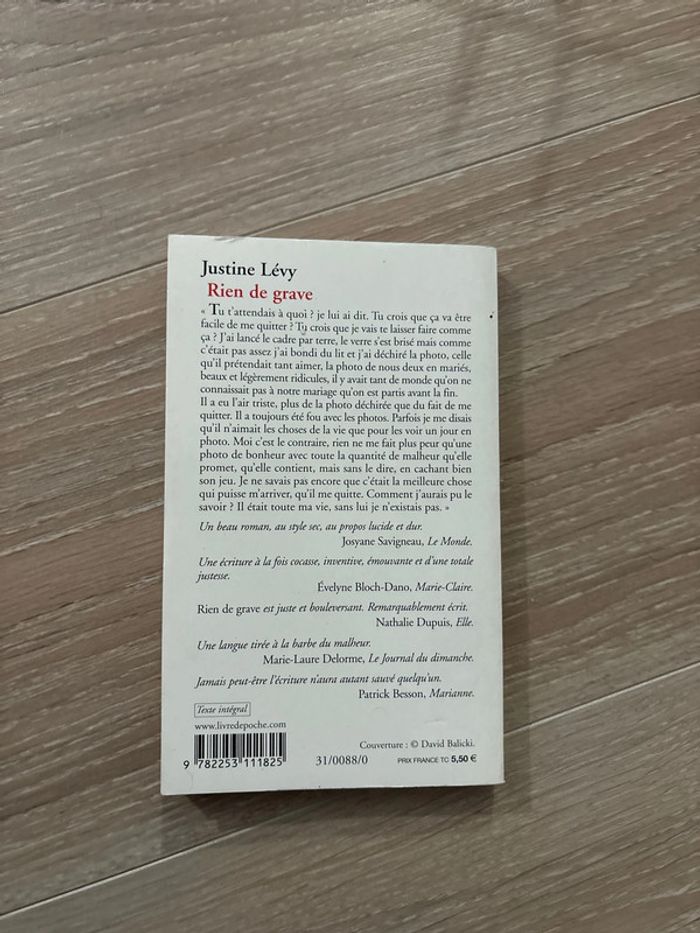 Justine Lévy
Rien de grave
« Tu t'attendais à quoi ? je lui ai dit. Tu crois que ça va être
facile de me quitter ? Tu crois que je vais te laisser faire comme
ça ? J'ai lancé le cadre par terre, le verre s'est brisé mais comme
c'était pas assez j'ai bondi du lit et j'ai déchiré la photo, celle
qu'il prétendait tant aimer, la photo de nous deux en mariés,
beaux et légèrement ridicules, il y avait tant de monde qu'on ne
connaissait pas à notre mariage qu'on est partis avant la fin.
Il a eu l'air triste, plus de la photo déchirée que du fait de me
quitter. Il a toujours été fou avec les photos. Parfois je me disais
qu'il n'aimait les choses de la vie que pour les voir un jour en
photo. Moi c'est le contraire, rien ne me fait plus peur qu'une
photo de bonheur avec toute la quantité de malheur qu'elle
promet, qu'elle contient, mais sans le dire, en cachant bien
son jeu. Je ne savais pas encore que c'était la meilleure chose
qui puisse m'arriver, qu'il me quitte. Comment j'aurais pu le
savoir ? Il était toute ma vie, sans lui je n'existais pas. »
Un beau roman, au style sec, au propos lucide et dur.
Josyane Savigneau, Le Monde.
Une écriture à la fois cocasse, inventive, émouvante et d'une totale
justesse.
Évelyne Bloch-Dano, Marie-Claire.
Rien de grave est juste et bouleversant. Remarquablement écrit.
Nathalie Dupuis, Elle.
Une langue tirée à la barbe du malheur.
Marie-Laure Delorme, Le Journal du dimanche.
Jamais peut-être l'écriture n'aura autant sauvé quelqu'un.
Patrick Besson, Marianne.
Texte intégral
www.livredepoche.com
Couverture : © David Balicki.
9 782253 111825
31/0088/0
PRIX FRANCE TC 5,50 €